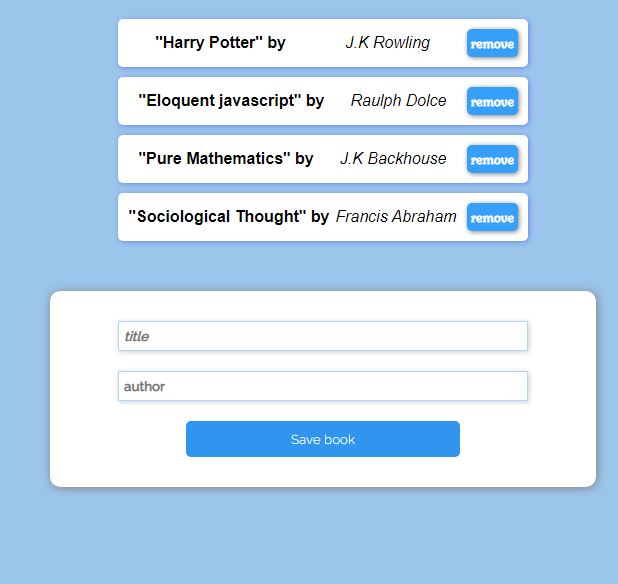 "Harry Potter" by J.K Rowling remove
"Eloquent javascript" by Raulph Dolce remove
"Pure Mathematics" by J.K Backhouse remove
"Sociological Thought" by Francis Abraham remove
title
author
Save book